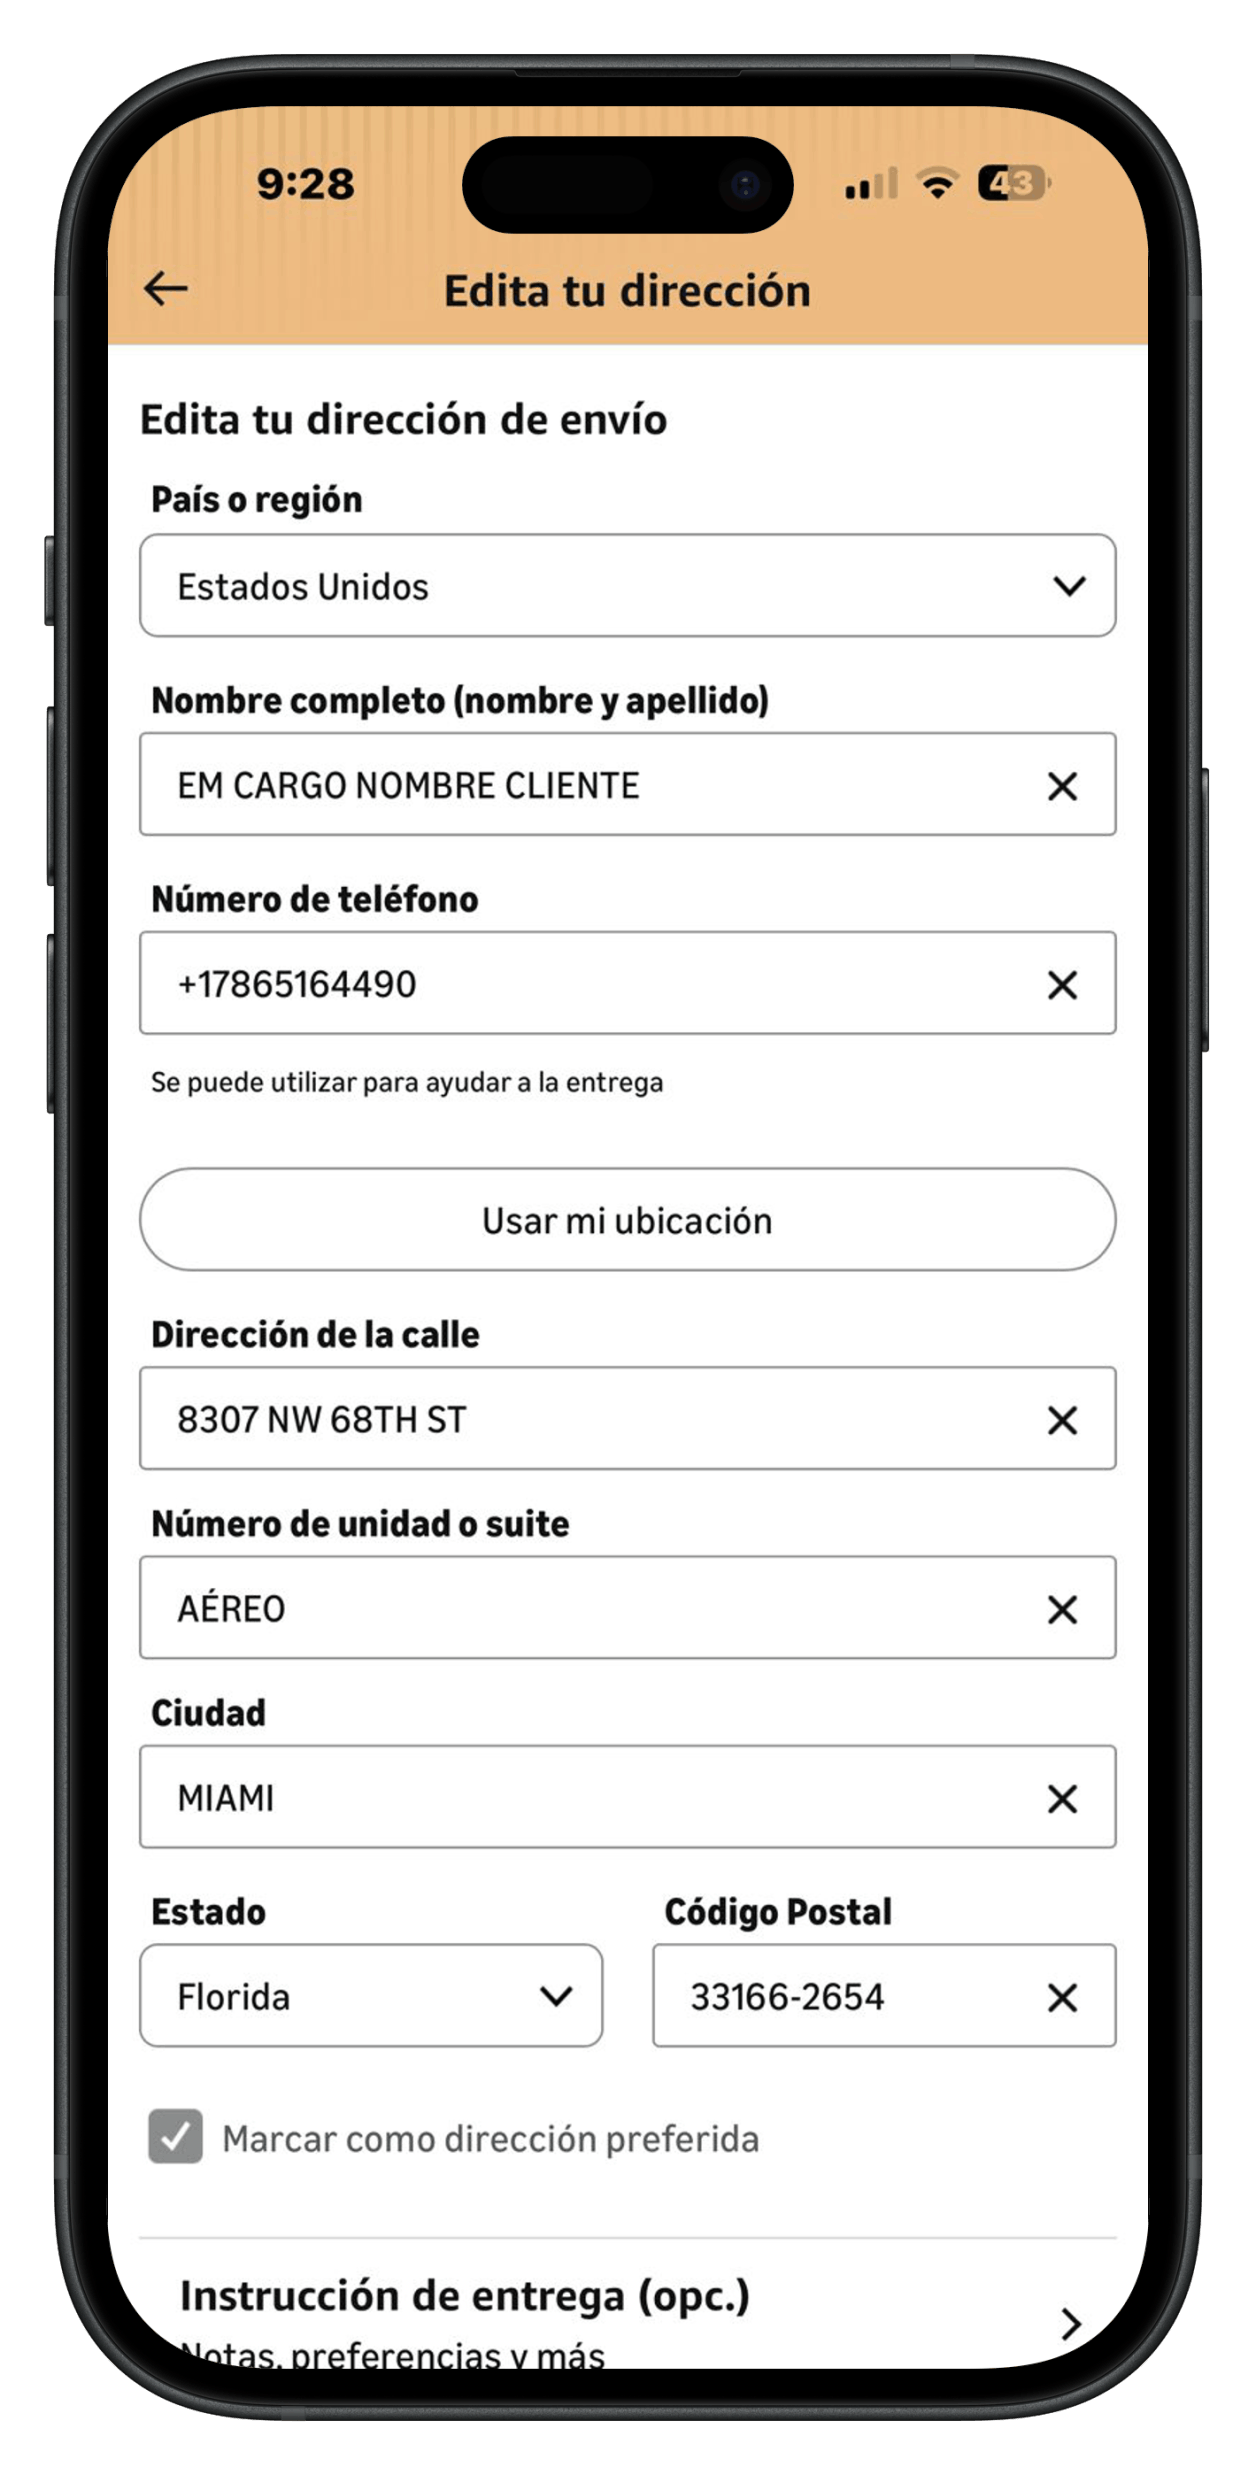 9:28
43
Edita tu dirección
Edita tu dirección de envío
País o región
Estados Unidos
Nombre completo (nombre y apellido)
EM CARGO NOMBRE CLIENTE
Número de teléfono
+17865164490
Se puede utilizar para ayudar a la entrega
Usar mi ubicación
Dirección de la calle
8307 NW 68TH ST
Número de unidad o suite
AÉREO
Ciudad
MIAMI
Estado
Código Postal
Florida
33166-2654
Marcar como dirección preferida
Instrucción de entrega (opc.)
Notas, preferencias y más